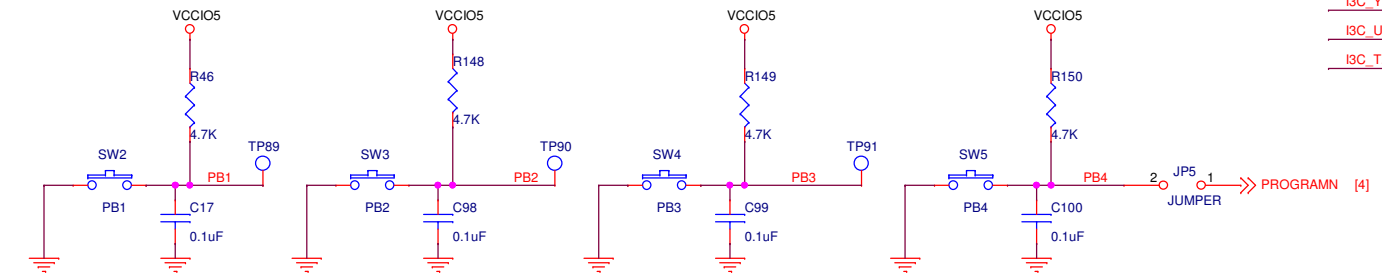 VCCIO5
VCCIO5
VCCIO5
VCCIO5
I3C_U
I3C_T
R46
R148
R149
R150
4.7K
4.7K
4.7K
4.7K
SW2
TP89
SW3
TP90
SW4
TP91
SW5
PB1
PB2
PB3
PB4
2
JP5
1
PROGRAMN [4]
JUMPER
PB1
C17
PB2
C98
PB3
C99
PB4
C100
0.1uF
0.1uF
0.1uF
0.1uF